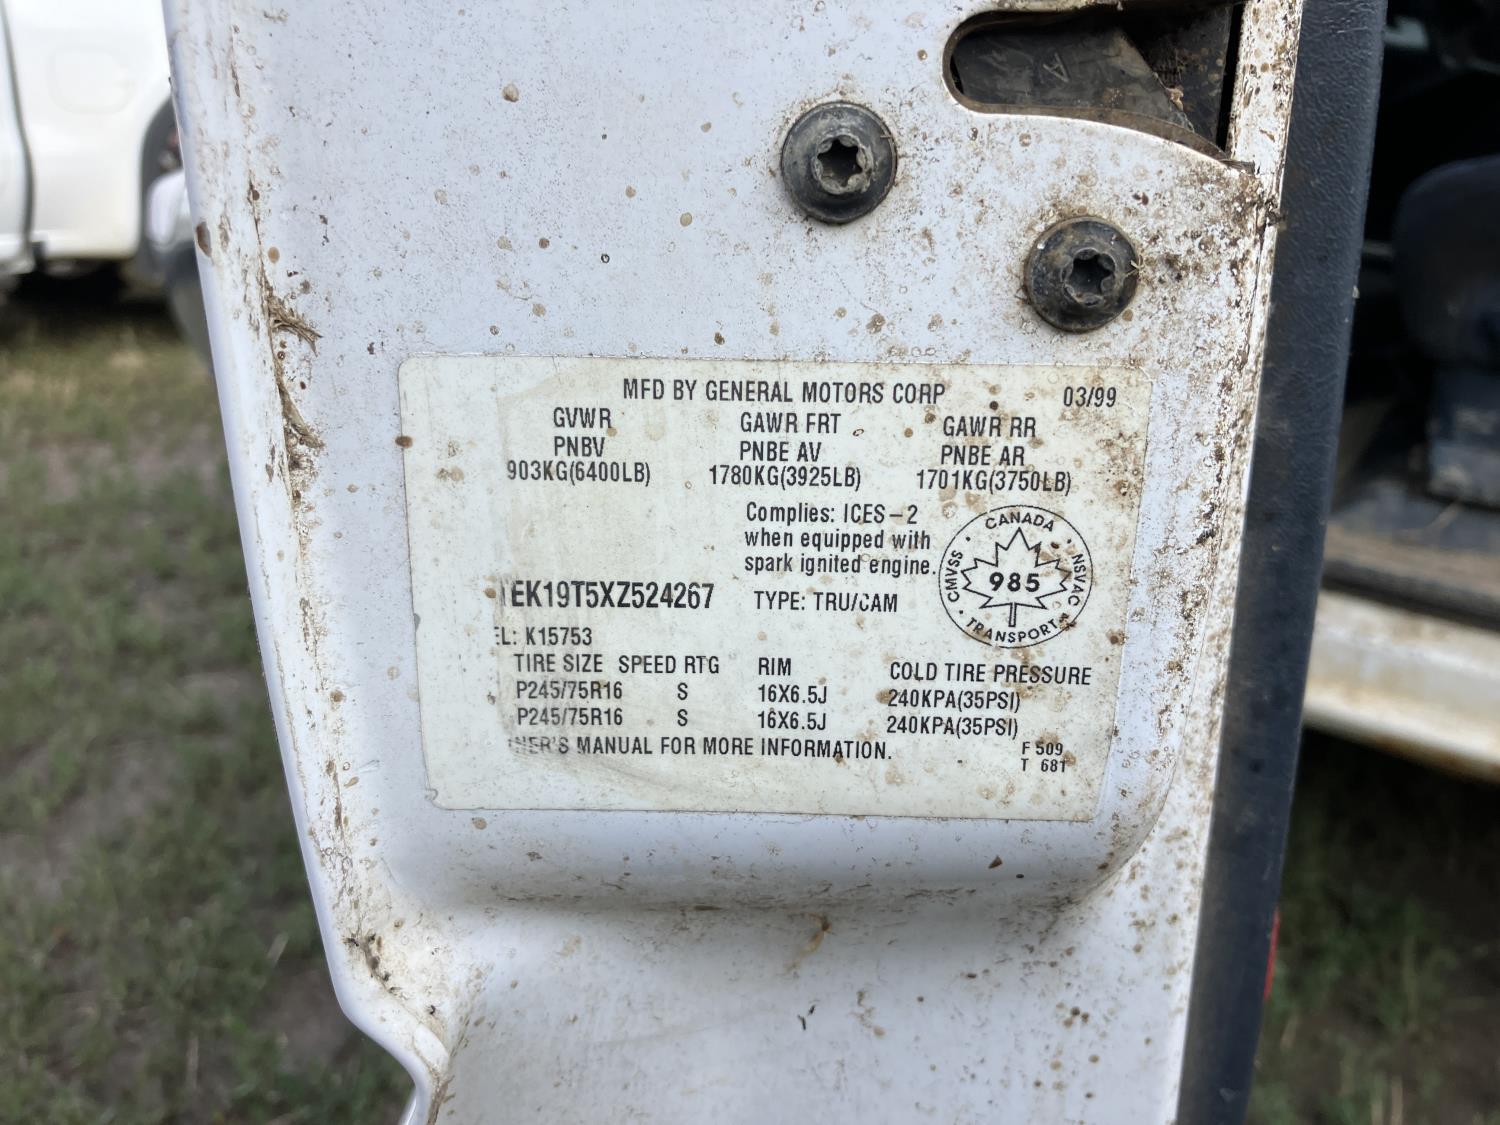 MFD BY GENERAL MOTORS CORP 03/99
GVWR GAWR FRT GAWR RR
PNBV PNBE AV PNBE AR
903KG(6400LB) 1780KG(3925LB) 1701KG(3750LB)
Complies: ICES-2
when equipped with
spark ignited engine.
CANADA
CMVSS NSVAC
985
TRANSPORT
EK19T5XZ524267 TYPE: TRU/CAM
EL: K15753
TIRE SIZE SPEED RTG RIM COLD TIRE PRESSURE
P245/75R16 S 16X6.5J 240KPA(35PSI)
P245/75R16 S 16X6.5J 240KPA(35PSI)
NER'S MANUAL FOR MORE INFORMATION.
F 509
T 681